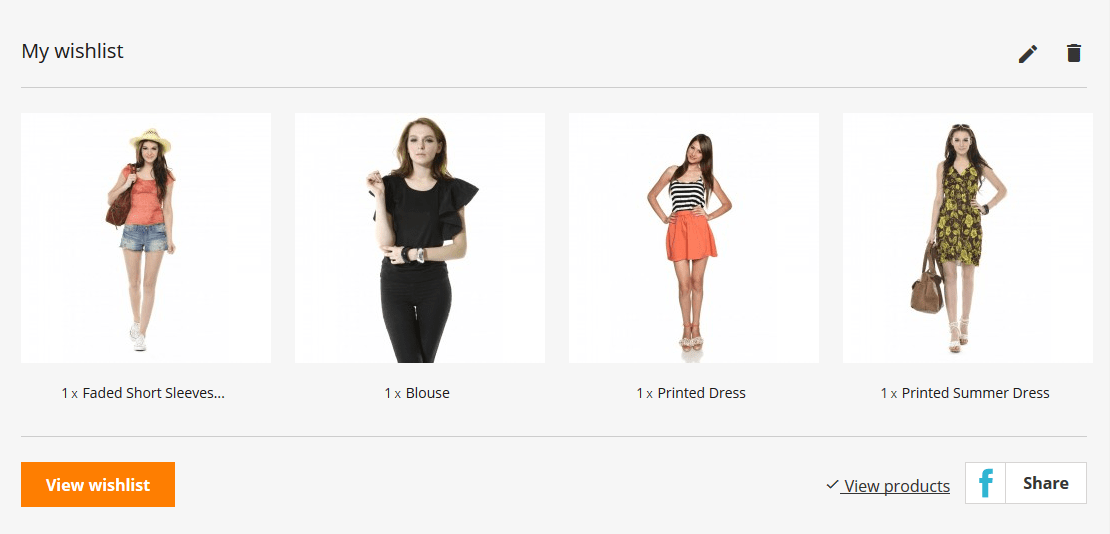 My wishlist
1 x Faded Short Sleeves...
1 x Blouse
1 x Printed Dress
1 x Printed Summer Dress
View wishlist
View products
f Share